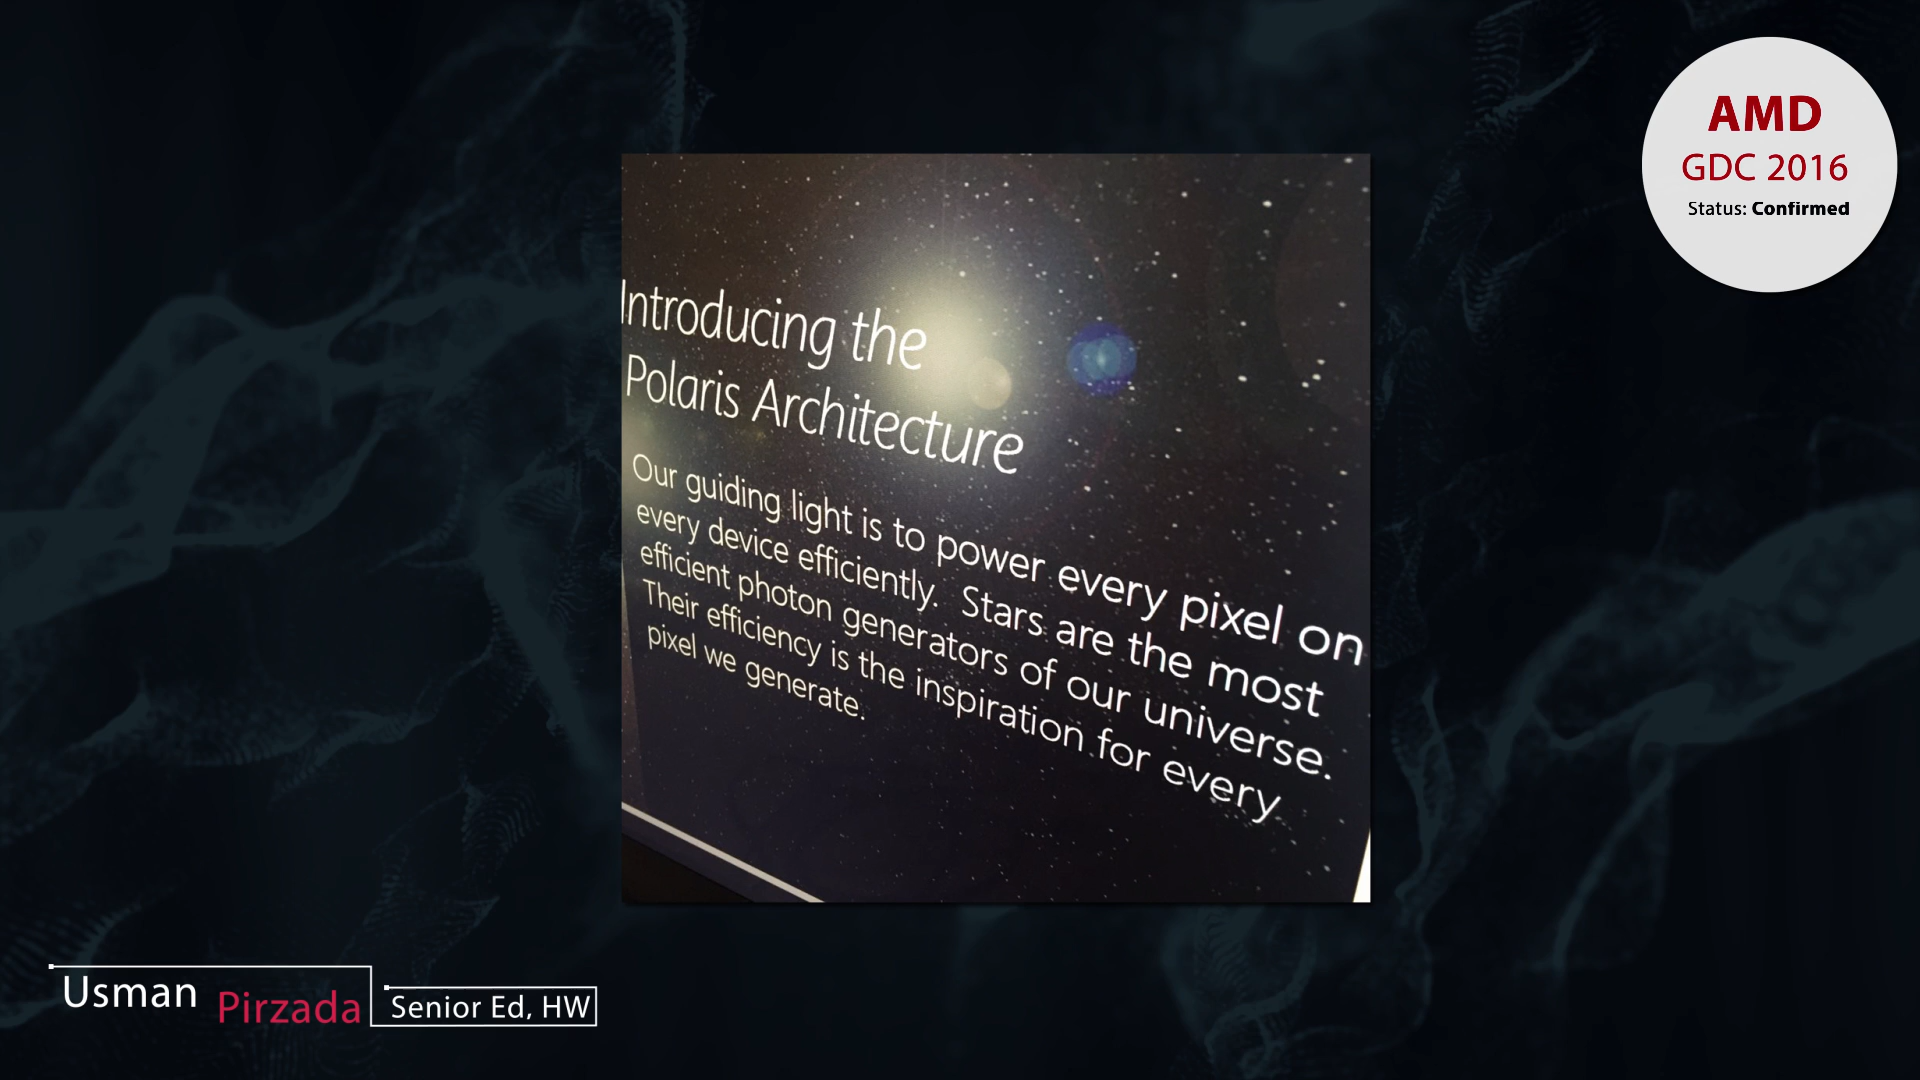 AMD
GDC 2016
Status: Confirmed
Introducing the
Polaris Architecture
Our guiding light is to power every pixel on
every device efficiently. Stars are the most
efficient photon generators of our universe.
Their efficiency is the inspiration for every
pixel we generate.
Usman Pirzada
Senior Ed, HW